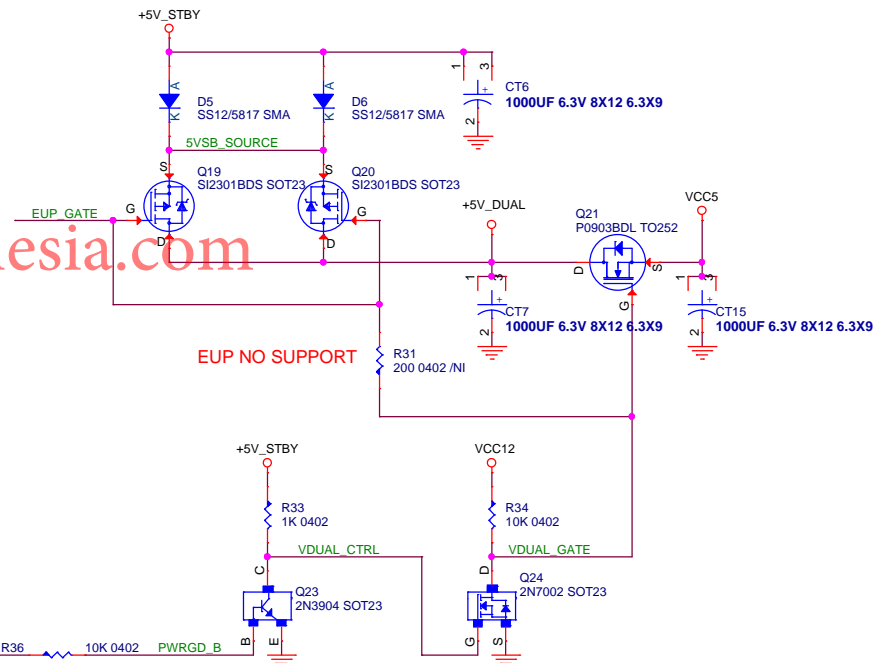 +5V_STBY
1
3
CT6
1000UF 6.3V 8X12 6.3X9
2
A
D5
SS12/5817 SMA
K
A
D6
SS12/5817 SMA
K
5VSB_SOURCE
S
Q19
SI2301BDS SOT23
G
D
S
Q20
SI2301BDS SOT23
G
D
EUP_GATE
esia.com
+5V_DUAL
Q21
P0903BDL TO252
VCC5
D
S
G
1
3
CT7
1000UF 6.3V 8X12 6.3X9
2
1
3
CT15
1000UF 6.3V 8X12 6.3X9
2
EUP NO SUPPORT
R31
200 0402 /NI
+5V_STBY
VCC12
R33
1K 0402
R34
10K 0402
VDUAL_CTRL
VDUAL_GATE
C
Q23
2N3904 SOT23
B
E
D
Q24
2N7002 SOT23
G
S
R36
10K 0402
PWRGD_B